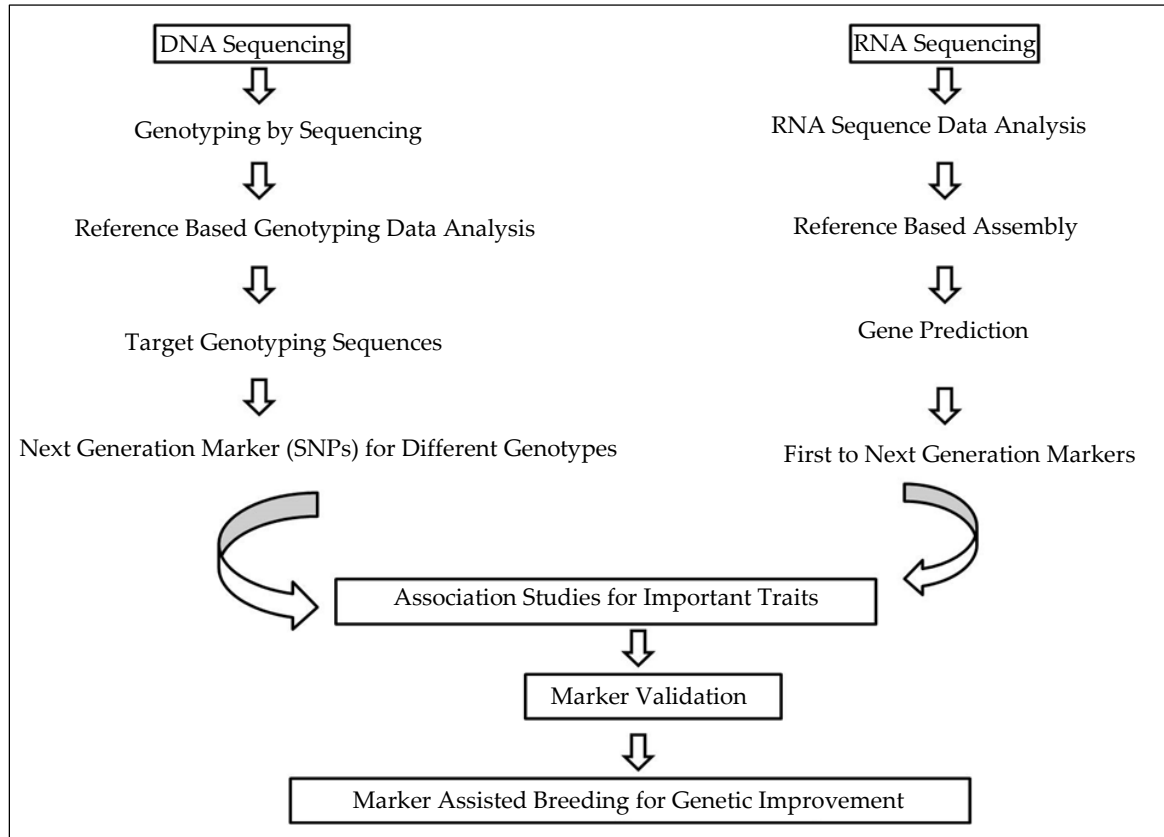 DNA Sequencing
Genotyping by Sequencing
Reference Based Genotyping Data Analysis
Target Genotyping Sequences
Next Generation Marker (SNPs) for Different Genotypes
RNA Sequencing
RNA Sequence Data Analysis
Reference Based Assembly
Gene Prediction
First to Next Generation Markers
Association Studies for Important Traits
Marker Validation
Marker Assisted Breeding for Genetic Improvement